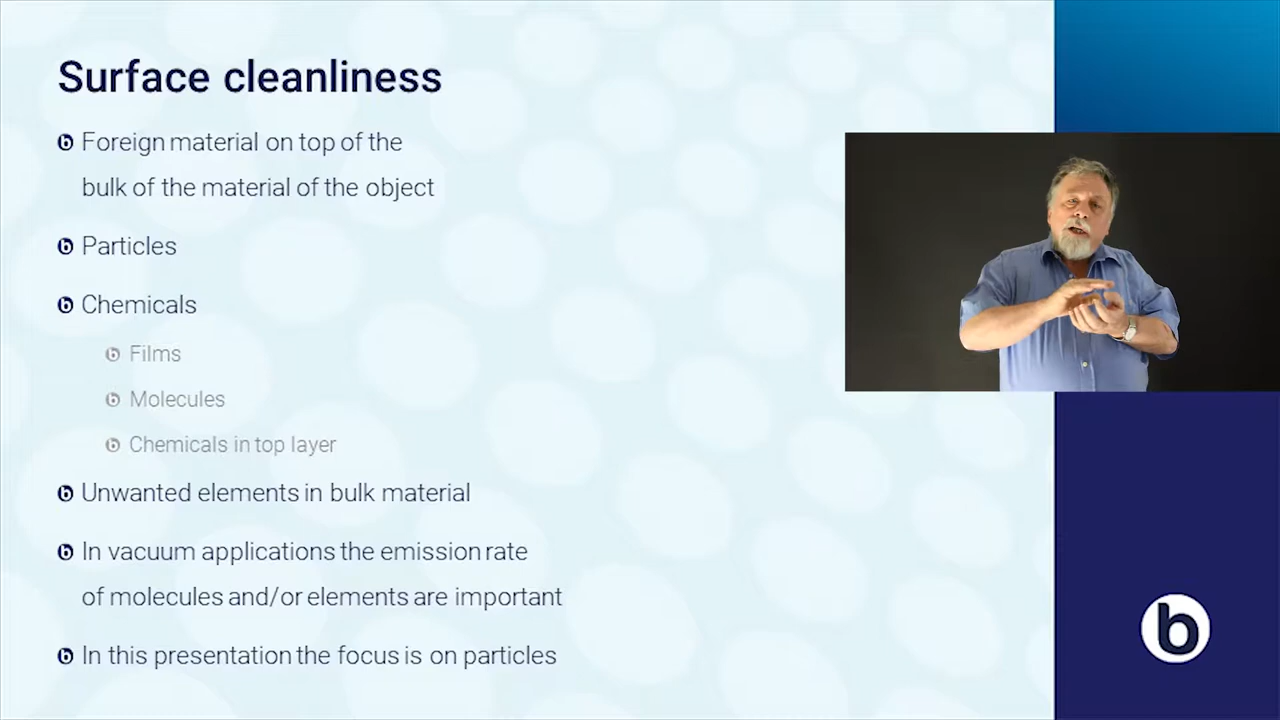 Surface cleanliness
Foreign material on top of the
bulk of the material of the object
Particles
Chemicals
Films
Molecules
Chemicals in top layer
Unwanted elements in bulk material
In vacuum applications the emission rate
of molecules and/or elements are important
In this presentation the focus is on particles
b